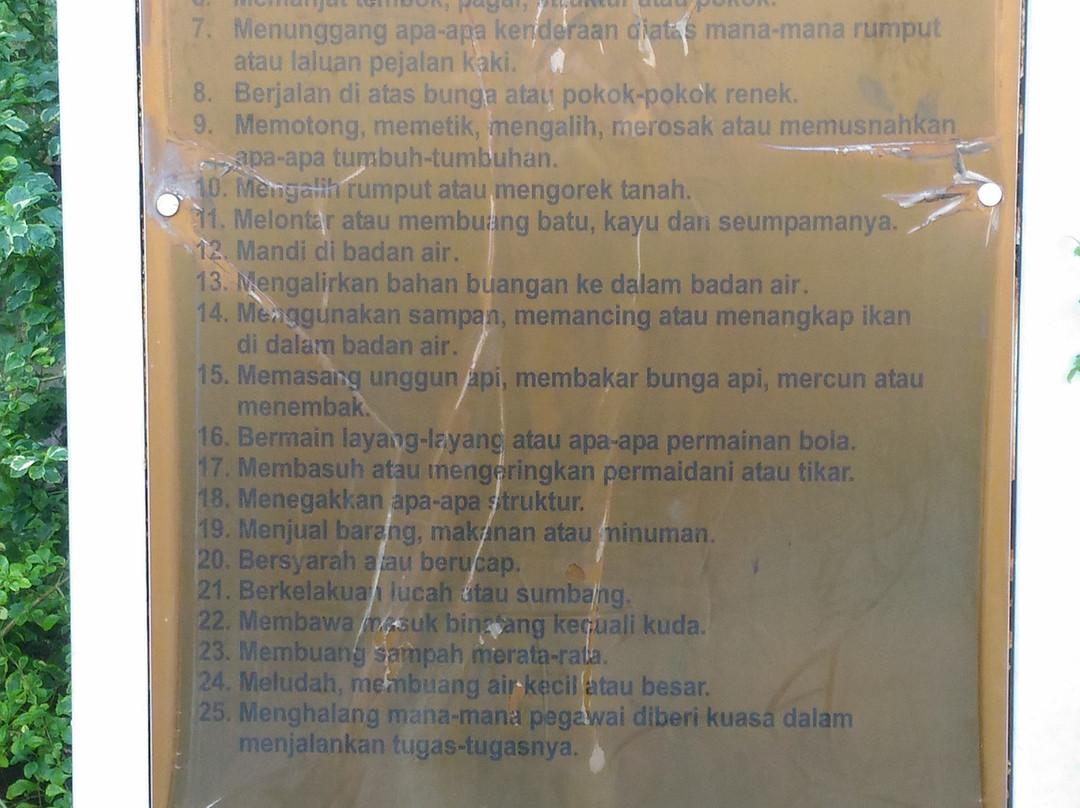 6. Memanjat tembok, pagar, struktur atau pokok.
7. Menunggang apa-apa kenderaan diatas mana-mana rumput
atau laluan pejalan kaki.
8. Berjalan di atas bunga atau pokok-pokok renek.
9. Memotong, memetik, mengalih, merosak atau memusnahkan
apa-apa tumbuh-tumbuhan.
10. Mengalih rumput atau mengorek tanah.
11. Melontar atau membuang batu, kayu dan seumpamanya.
12. Mandi di badan air.
13. Mengalirkan bahan buangan ke dalam badan air.
14. Menggunakan sampan, memancing atau menangkap ikan
di dalam badan air.
15. Memasang unggun api, membakar bunga api, mercun atau
menembak.
16. Bermain layang-layang atau apa-apa permainan bola.
17. Membasuh atau mengeringkan permaidani atau tikar.
18. Menegakkan apa-apa struktur.
19. Menjual barang, makanan atau minuman.
20. Bersyarah atau berucap.
21. Berkelakuan lucah atau sumbang.
22. Membawa masuk binatang kecuali kuda.
23. Membuang sampah merata-rata.
24. Meludah, membuang air kecil atau besar.
25. Menghalang mana-mana pegawai diberi kuasa dalam
menjalankan tugas-tugasnya.